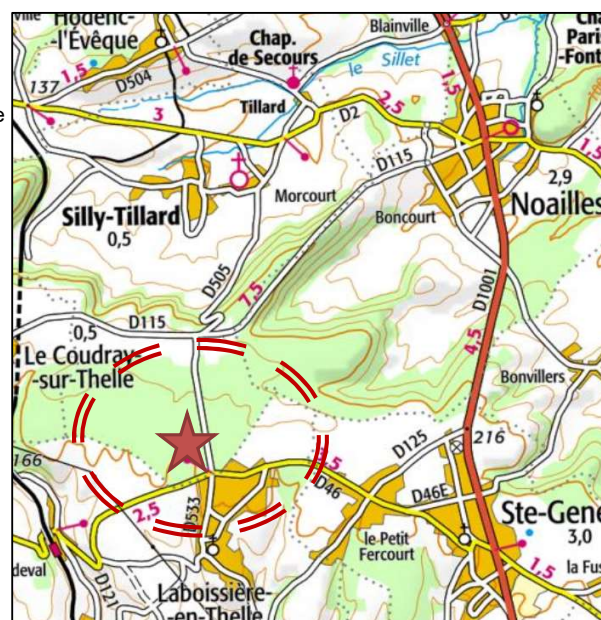 Hodenc-
-l'Évêque
Blainville
Chap.
de Secours
le Sillet
1,5
1,5
D504
137
3
Tillard
2,5
D2
D115
1,5
Morcourt
2,9
Silly-Tillard
0,5
Boncourt
Noailles
D505
7,5
D1001
0,5
D115
4,5
Le Coudray-
-sur-Thelle
Bonvillers
216
D125
166
D46
D46E
2,5
D533
Ste-Gene
3,0
le Petit
Fercourt
deval
1,5
la Fus
D121
Laboissière-
-en-Thelle